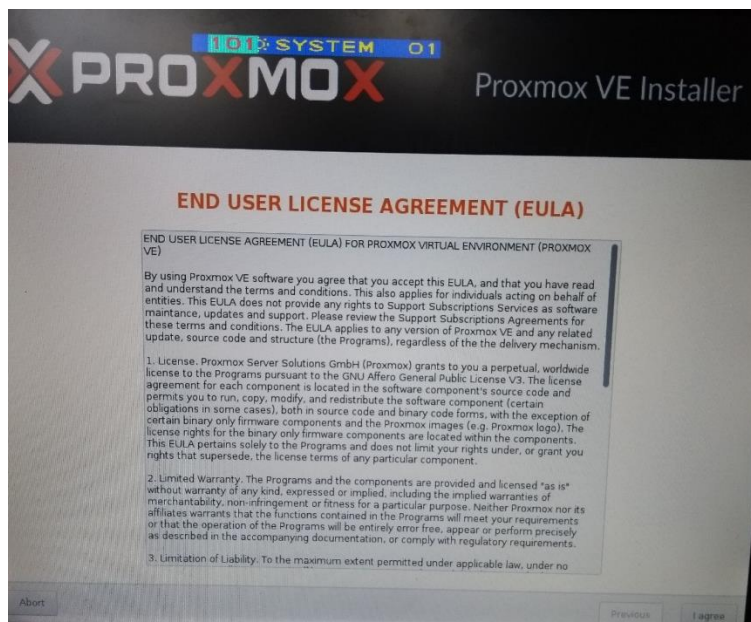 101 SYSTEM 01
PROXMOX
Proxmox VE Installer
END USER LICENSE AGREEMENT (EULA)
END USER LICENSE AGREEMENT (EULA) FOR PROXMOX VIRTUAL ENVIRONMENT (PROXMOX
VE)
By using Proxmox VE software you agree that you accept this EULA, and that you have read
and understand the terms and conditions. This also applies for individuals acting on behalf of
entities. This EULA does not provide any rights to Support Subscriptions Services as software
maintance, updates and support. Please review the Support Subscriptions Agreements for
these terms and conditions. The EULA applies to any version of Proxmox VE and any related
update, source code and structure (the Programs), regardless of the the delivery mechanism.
1. License. Proxmox Server Solutions GmbH (Proxmox) grants to you a perpetual, worldwide
license to the Programs pursuant to the GNU Affero General Public License V3. The license
agreement for each component is located in the software component's source code and
permits you to run, copy, modify, and redistribute the software component (certain
obligations in some cases), both in source code and binary code forms, with the exception of
certain binary only firmware components and the Proxmox images (e.g. Proxmox logo). The
license rights for the binary only firmware components are located within the components.
This EULA pertains solely to the Programs and does not limit your rights under, or grant you
rights that supersede, the license terms of any particular component.
2. Limited Warranty. The Programs and the components are provided and licensed "as is"
without warranty of any kind, expressed or implied, including the implied warranties of
merchantability, non-infringement or fitness for a particular purpose. Neither Proxmox nor its
affiliates warrants that the functions contained in the Programs will meet your requirements
or that the operation of the Programs will be entirely error free, appear or perform precisely
as described in the accompanying documentation, or comply with regulatory requirements.
3. Limitation of Liability. To the maximum extent permitted under applicable law, under no
Abort
Previous
I agree